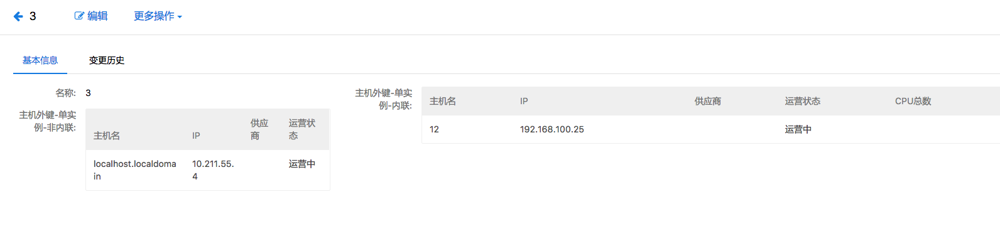 3 编辑 更多操作
基本信息 变更历史
名称: 3
主机外键-单实
例-非内联:
主机名 IP 供应
商 运营状
态
localhost.localdoma
in 10.211.55.
4 运营中
主机外键-单实
例-内联:
主机名 IP 供应商 运营状态 CPU总数
12 192.168.100.25 运营中